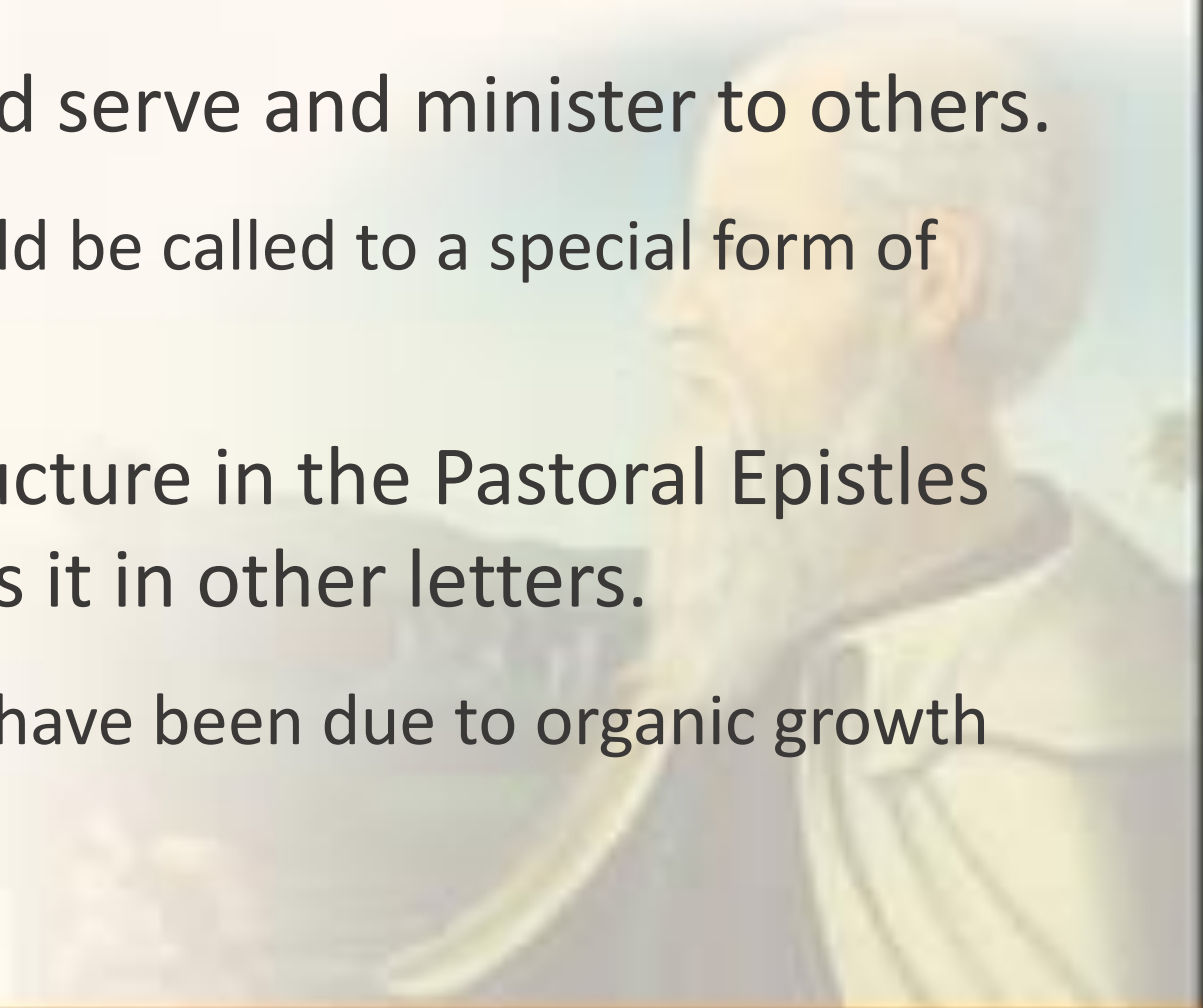 d serve and minister to others.
ld be called to a special form of
ucture in the Pastoral Epistles
s it in other letters.
have been due to organic growth